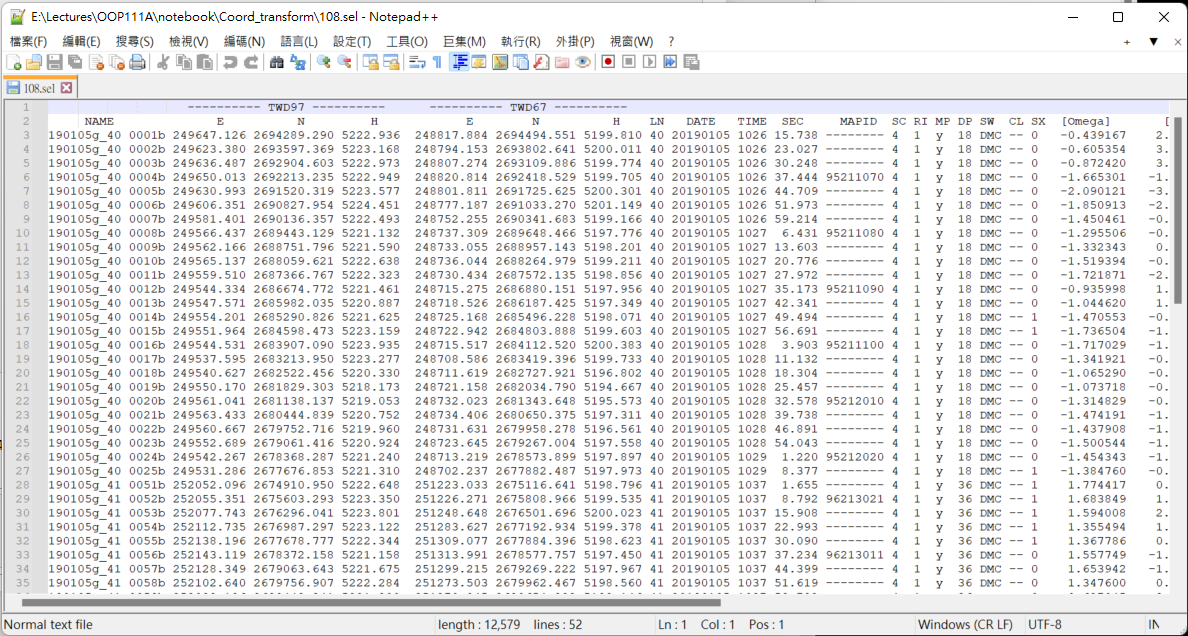 E:\Lectures\OOP111A\notebook\Coord_transform\108.sel - Notepad++
檔案(F) 編輯(E) 搜尋(S) 檢視(V) 編碼(N) 語言(L) 設定(T) 工具(O) 巨集(M) 執行(R) 外掛(P) 視窗(W) ? + ▼ ×
108.sel
1 ---------- TWD97 ---------- ---------- TWD67 ----------
2 NAME E N H E N H LN DATE TIME SEC MAPID SC RI MP DP SW CL SX [Omega] [
3 190105g_40 0001b 249647.126 2694289.290 5222.936 248817.884 2694494.551 5199.810 40 20190105 1026 15.738 -------- 4 1 y 18 DMC -- 0 -0.439167 2.
4 190105g_40 0002b 249623.380 2693597.369 5223.168 248794.153 2693802.641 5200.011 40 20190105 1026 23.027 -------- 4 1 y 18 DMC -- 0 -0.605354 3.
5 190105g_40 0003b 249636.487 2692904.603 5222.973 248807.274 2693109.886 5199.774 40 20190105 1026 30.248 -------- 4 1 y 18 DMC -- 0 -0.872420 3.
6 190105g_40 0004b 249650.013 2692213.235 5222.949 248820.814 2692418.529 5199.705 40 20190105 1026 37.444 95211070 4 1 y 18 DMC -- 0 -1.665301 -1.
7 190105g_40 0005b 249630.993 2691520.319 5223.577 248801.811 2691725.625 5200.301 40 20190105 1026 44.709 -------- 4 1 y 18 DMC -- 0 -2.090121 -3.
8 190105g_40 0006b 249606.351 2690827.954 5224.451 248777.187 2691033.270 5201.149 40 20190105 1026 51.973 -------- 4 1 y 18 DMC -- 0 -1.850913 -2.
9 190105g_40 0007b 249581.401 2690136.357 5222.493 248752.255 2690341.683 5199.166 40 20190105 1026 59.214 -------- 4 1 y 18 DMC -- 0 -1.450461 -0.
10 190105g_40 0008b 249566.437 2689443.129 5221.132 248737.309 2689648.466 5197.776 40 20190105 1027 6.431 95211080 4 1 y 18 DMC -- 0 -1.295506 -0.
11 190105g_40 0009b 249562.166 2688751.796 5221.590 248733.055 2688957.143 5198.201 40 20190105 1027 13.603 -------- 4 1 y 18 DMC -- 0 -1.332343 0.
12 190105g_40 0010b 249565.137 2688059.621 5222.638 248736.044 2688264.979 5199.211 40 20190105 1027 20.776 -------- 4 1 y 18 DMC -- 0 -1.519394 -0.
13 190105g_40 0011b 249559.510 2687366.767 5222.323 248730.434 2687572.135 5198.856 40 20190105 1027 27.972 -------- 4 1 y 18 DMC -- 0 -1.721871 -2.
14 190105g_40 0012b 249544.334 2686674.772 5221.461 248715.275 2686880.151 5197.956 40 20190105 1027 35.173 95211090 4 1 y 18 DMC -- 0 -0.935998 1.
15 190105g_40 0013b 249547.571 2685982.035 5220.887 248718.526 2686187.425 5197.349 40 20190105 1027 42.341 -------- 4 1 y 18 DMC -- 0 -1.044620 1.
16 190105g_40 0014b 249554.201 2685290.826 5221.625 248725.168 2685496.228 5198.071 40 20190105 1027 49.494 -------- 4 1 y 18 DMC -- 1 -1.470553 -0.
17 190105g_40 0015b 249551.964 2684598.473 5223.159 248722.942 2684803.888 5199.603 40 20190105 1027 56.691 -------- 4 1 y 18 DMC -- 1 -1.736504 -1.
18 190105g_40 0016b 249544.531 2683907.090 5223.935 248715.517 2684112.520 5200.383 40 20190105 1028 3.903 95211100 4 1 y 18 DMC -- 1 -1.717029 -1.
19 190105g_40 0017b 249537.595 2683213.950 5223.277 248708.586 2683419.396 5199.733 40 20190105 1028 11.132 -------- 4 1 y 18 DMC -- 0 -1.341921 -0.
20 190105g_40 0018b 249540.627 2682522.456 5220.330 248711.619 2682727.921 5196.802 40 20190105 1028 18.304 -------- 4 1 y 18 DMC -- 0 -1.065290 -0.
21 190105g_40 0019b 249550.170 2681829.303 5218.173 248721.158 2682034.790 5194.667 40 20190105 1028 25.457 -------- 4 1 y 18 DMC -- 0 -1.073718 -0.
22 190105g_40 0020b 249561.041 2681138.137 5219.053 248732.023 2681343.648 5195.573 40 20190105 1028 32.578 95212010 4 1 y 18 DMC -- 0 -1.314829 -0.
23 190105g_40 0021b 249563.433 2680444.839 5220.752 248734.406 2680650.375 5197.311 40 20190105 1028 39.738 -------- 4 1 y 18 DMC -- 0 -1.474191 -1.
24 190105g_40 0022b 249560.667 2679752.716 5219.960 248731.631 2679958.278 5196.561 40 20190105 1028 46.891 -------- 4 1 y 18 DMC -- 0 -1.437908 -1.
25 190105g_40 0023b 249552.689 2679061.416 5220.924 248723.645 2679267.004 5197.558 40 20190105 1028 54.043 -------- 4 1 y 18 DMC -- 0 -1.500544 -0.
26 190105g_40 0024b 249542.267 2678368.287 5221.240 248713.219 2678573.899 5197.897 40 20190105 1029 1.220 95212020 4 1 y 18 DMC -- 0 -1.454343 -1.
27 190105g_40 0025b 249531.286 2677676.853 5221.310 248702.237 2677882.487 5197.973 40 20190105 1029 8.377 -------- 4 1 y 18 DMC -- 1 -1.384760 -0.
28 190105g_41 0052b 252052.096 2674910.950 5222.648 251223.033 2675116.641 5198.796 41 20190105 1037 1.655 -------- 4 1 y 36 DMC -- 1 1.774417 0.
29 190105g_41 0052b 252055.351 2675603.293 5223.350 251226.271 2675808.966 5199.535 41 20190105 1037 8.792 96213021 4 1 y 36 DMC -- 1 1.683849 1.
30 190105g_41 0053b 252077.743 2676296.041 5223.801 251248.648 2676501.696 5200.023 41 20190105 1037 15.908 -------- 4 1 y 36 DMC -- 1 1.594008 2.
31 190105g_41 0054b 252112.735 2676987.297 5223.122 251283.627 2677192.934 5199.378 41 20190105 1037 22.993 -------- 4 1 y 36 DMC -- 1 1.355494 1.
32 190105g_41 0055b 252138.196 2677678.777 5222.344 251309.077 2677884.396 5198.623 41 20190105 1037 30.090 -------- 4 1 y 36 DMC -- 0 1.367786 0.
33 190105g_41 0056b 252143.119 2678372.158 5221.158 251313.991 2678577.757 5197.450 41 20190105 1037 37.234 96213011 4 1 y 36 DMC -- 0 1.557749 -1.
34 190105g_41 0057b 252128.349 2679063.643 5221.675 251299.215 2679269.222 5197.967 41 20190105 1037 44.399 -------- 4 1 y 36 DMC -- 0 1.653942 -1.
35 190105g_41 0058b 252102.640 2679756.907 5222.284 251273.503 2679962.467 5198.560 41 20190105 1037 51.619 -------- 4 1 y 36 DMC -- 0 1.347600 0.
Normal text file length : 12,579 lines : 52 Ln : 1 Col : 1 Pos : 1 Windows (CR LF) UTF-8 IN